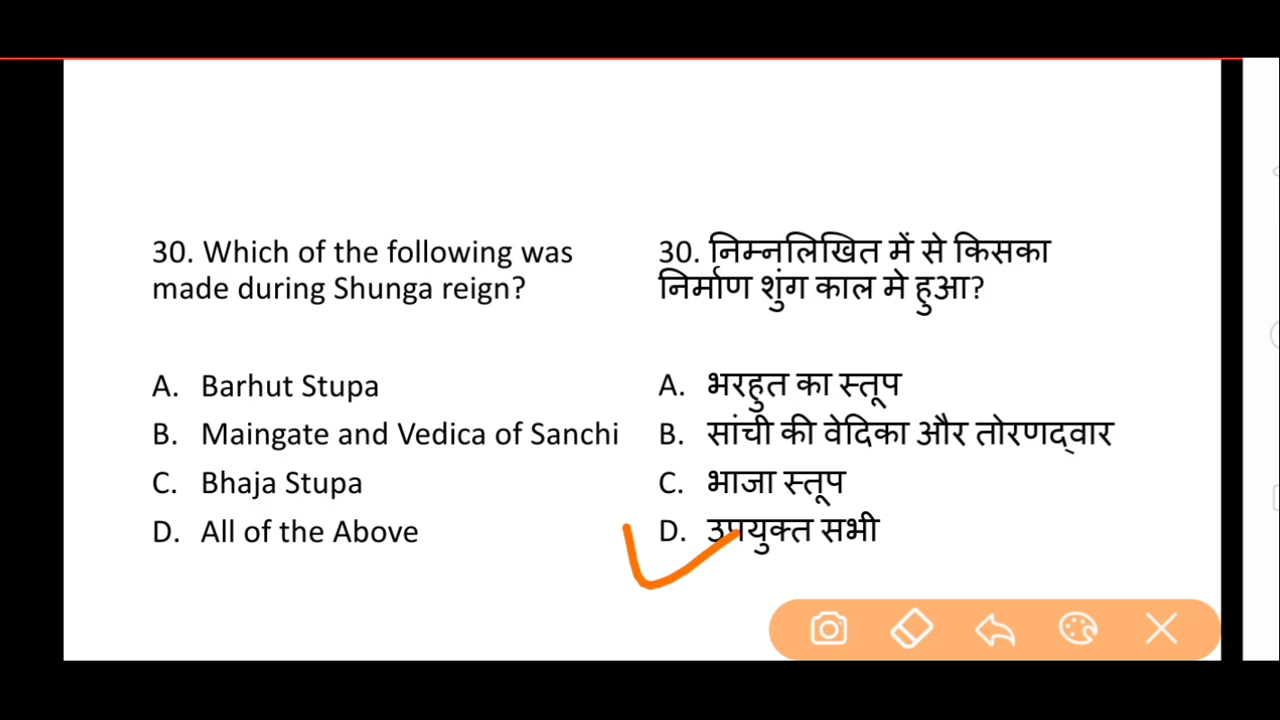 30. Which of the following was
made during Shunga reign?
A. Barhut Stupa
B. Maingate and Vedica of Sanchi
C. Bhaja Stupa
D. All of the Above
30. निम्नलिखित में से किसका
निर्माण शुंग काल मे हुआ?
A. भरहुत का स्तूप
B. सांची की वेदिका और तोरणद्वार
C. भाजा स्तूप
D. उपयुक्त सभी